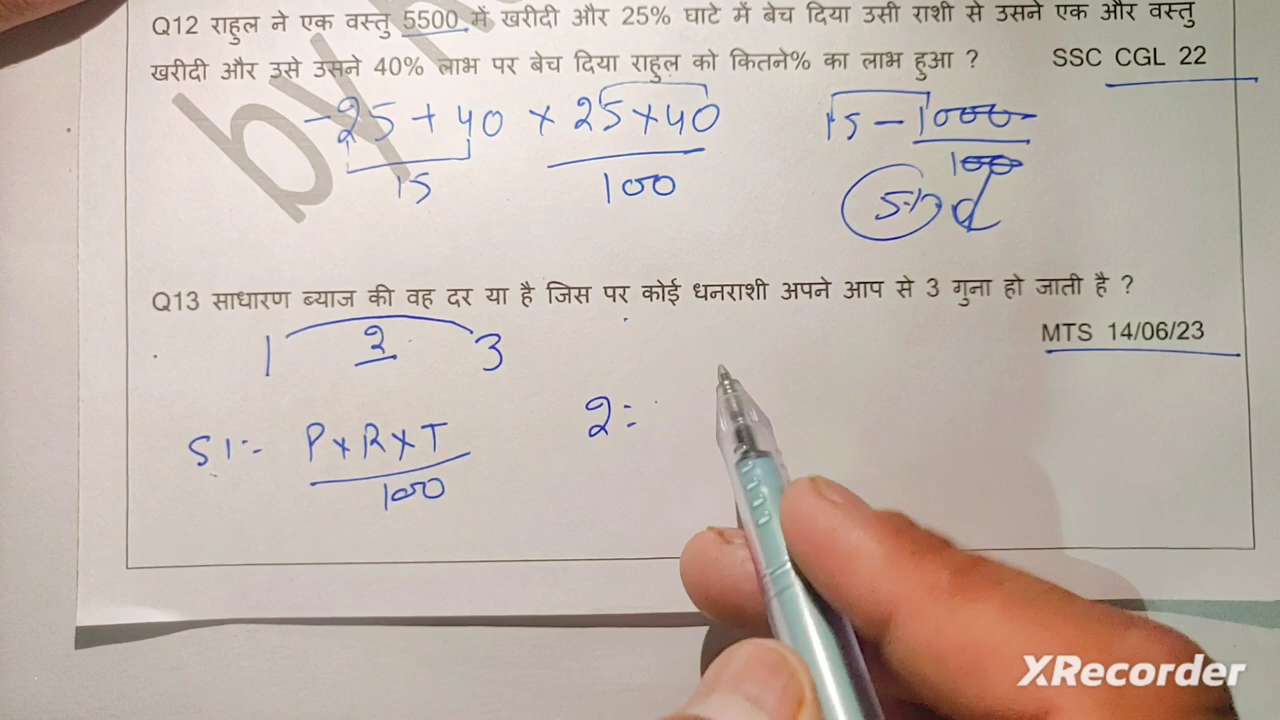 Q12 राहुल ने एक वस्तु 5500 में खरीदी और 25% घाटे में बेच दिया उसी राशी से उसने एक और वस्तु
खरीदी और उसे उसने 40% लाभ पर बेच दिया राहुल को कितने% का लाभ हुआ ?
SSC CGL 22
-25 + 40 × 25×40
15 100
15 - 1000
100
5%
Q13 साधारण ब्याज की वह दर या है जिस पर कोई धनराशी अपने आप से 3 गुना हो जाती है ?
MTS 14/06/23
1 2 3
SI:- P×R×T
100
2=
by
XRecorder